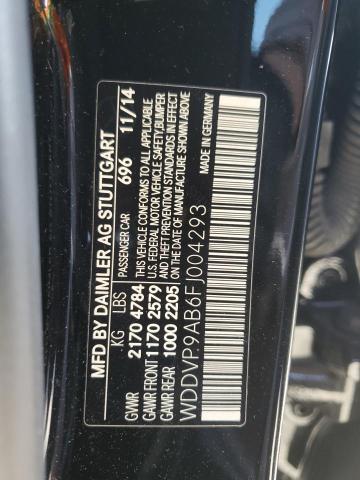 MFD BY DAIMLER AG STUTTGART
PASSENGER CAR 696 11/14
KG LBS
GVWR 2170 4784
GAWR FRONT 1170 2579
GAWR REAR 1000 2205
THIS VEHICLE CONFORMS TO ALL APPLICABLE
U.S. FEDERAL MOTOR VEHICLE SAFETY,BUMPER
AND THEFT PREVENTION STANDARDS IN EFFECT
ON THE DATE OF MANUFACTURE SHOWN ABOVE
WDDVP9AB6FJ004293
MADE IN GERMANY